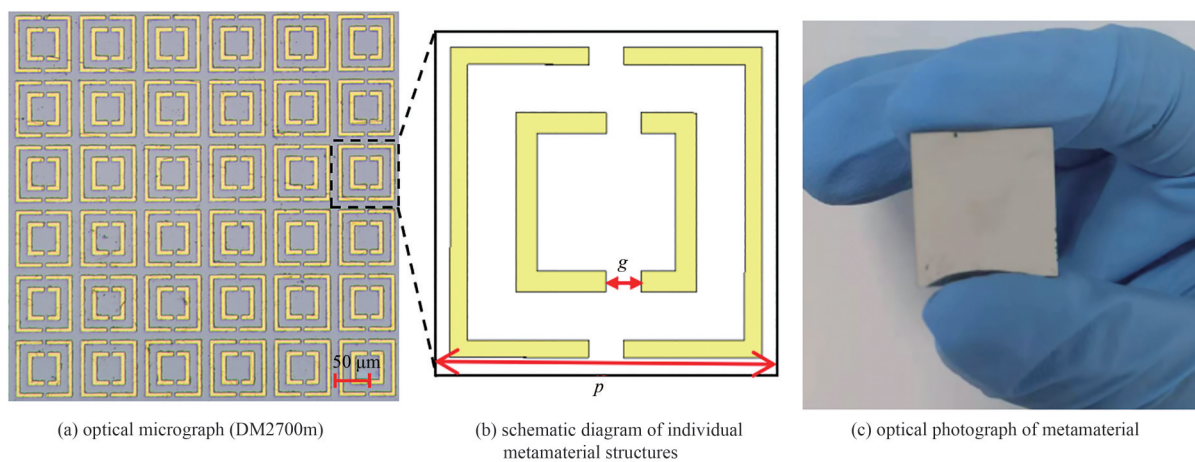 50 μm
g
p
(a) optical micrograph (DM2700m)
(b) schematic diagram of individual
metamaterial structures
(c) optical photograph of metamaterial